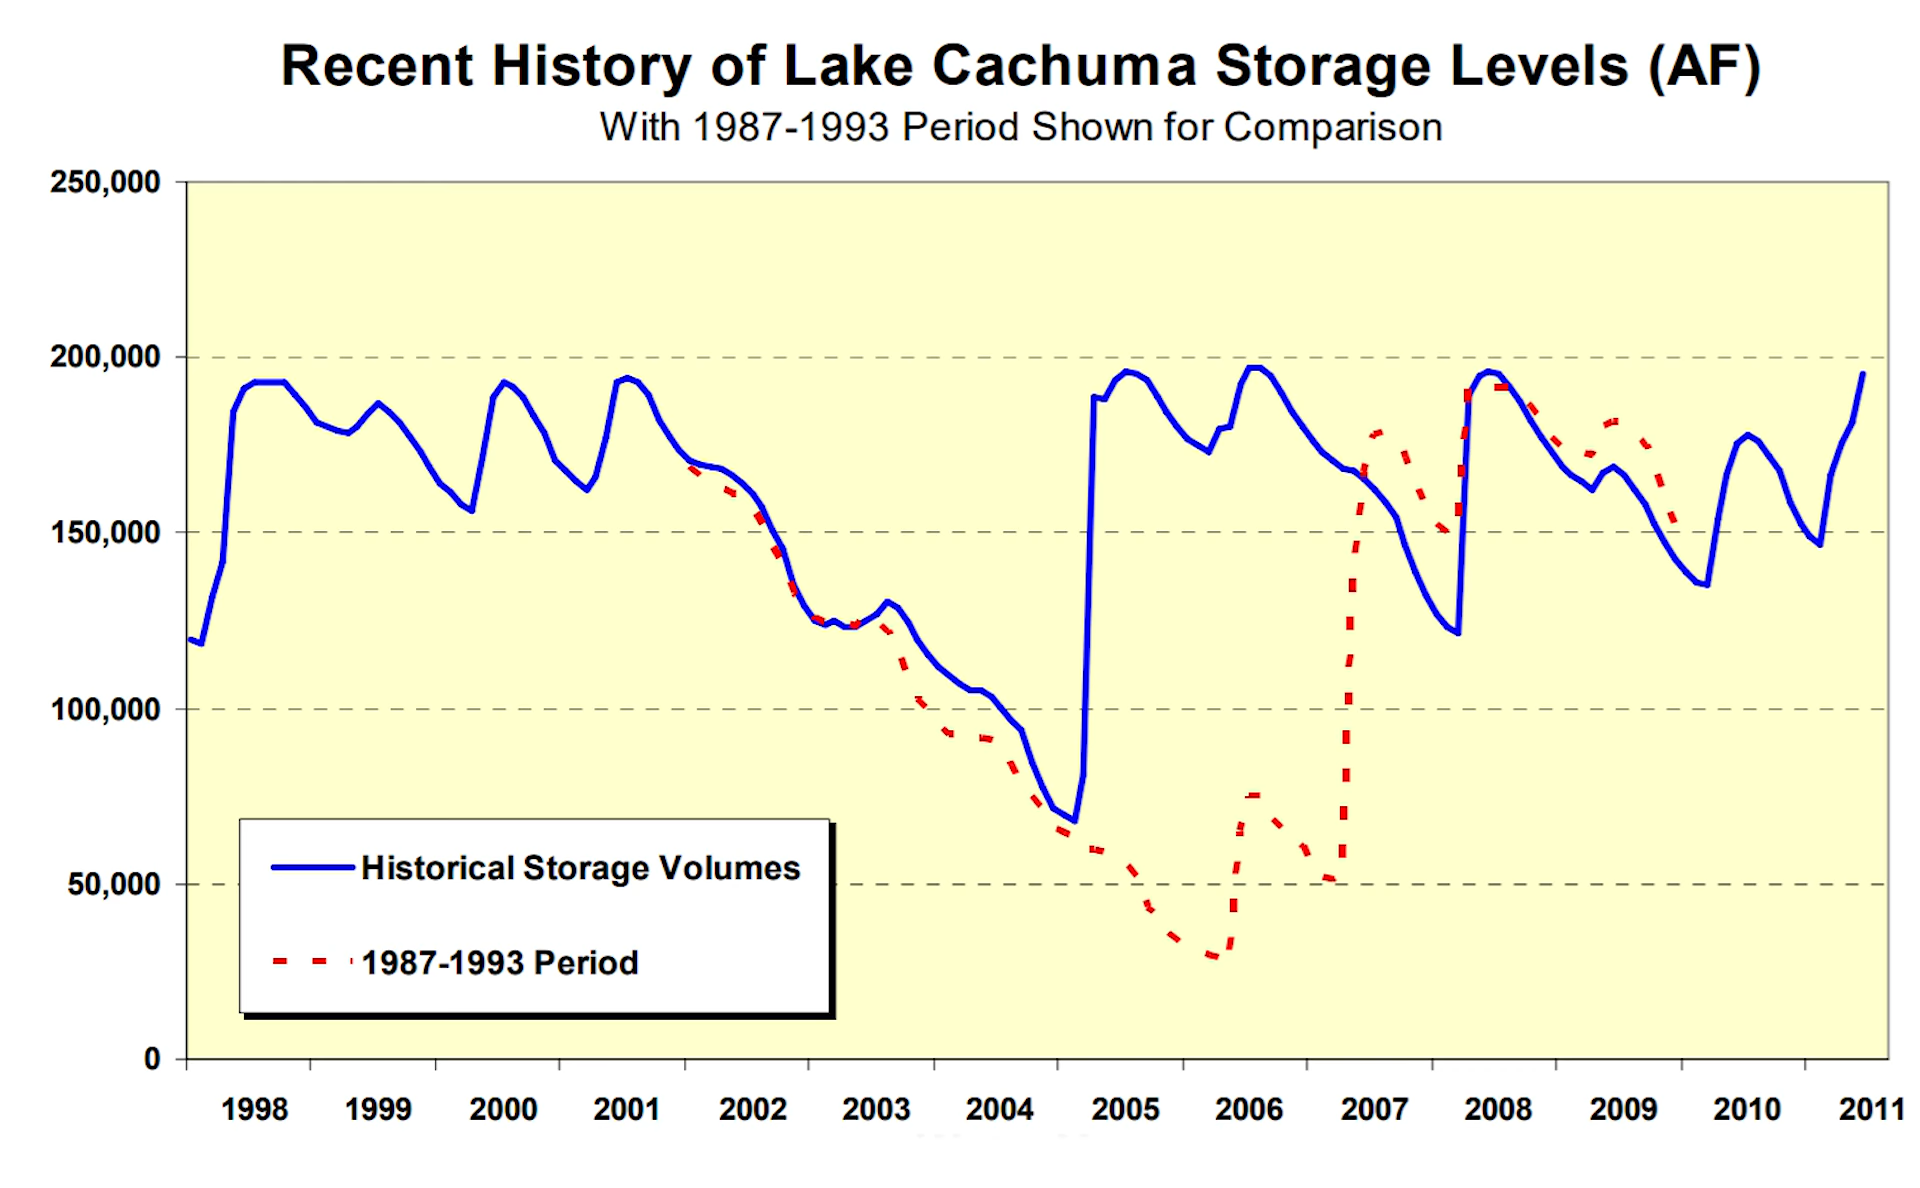 Recent History of Lake Cachuma Storage Levels (AF)
With 1987-1993 Period Shown for Comparison
250,000
200,000
150,000
100,000
50,000
0
Historical Storage Volumes
1987-1993 Period
1998 1999 2000 2001 2002 2003 2004 2005 2006 2007 2008 2009 2010 2011